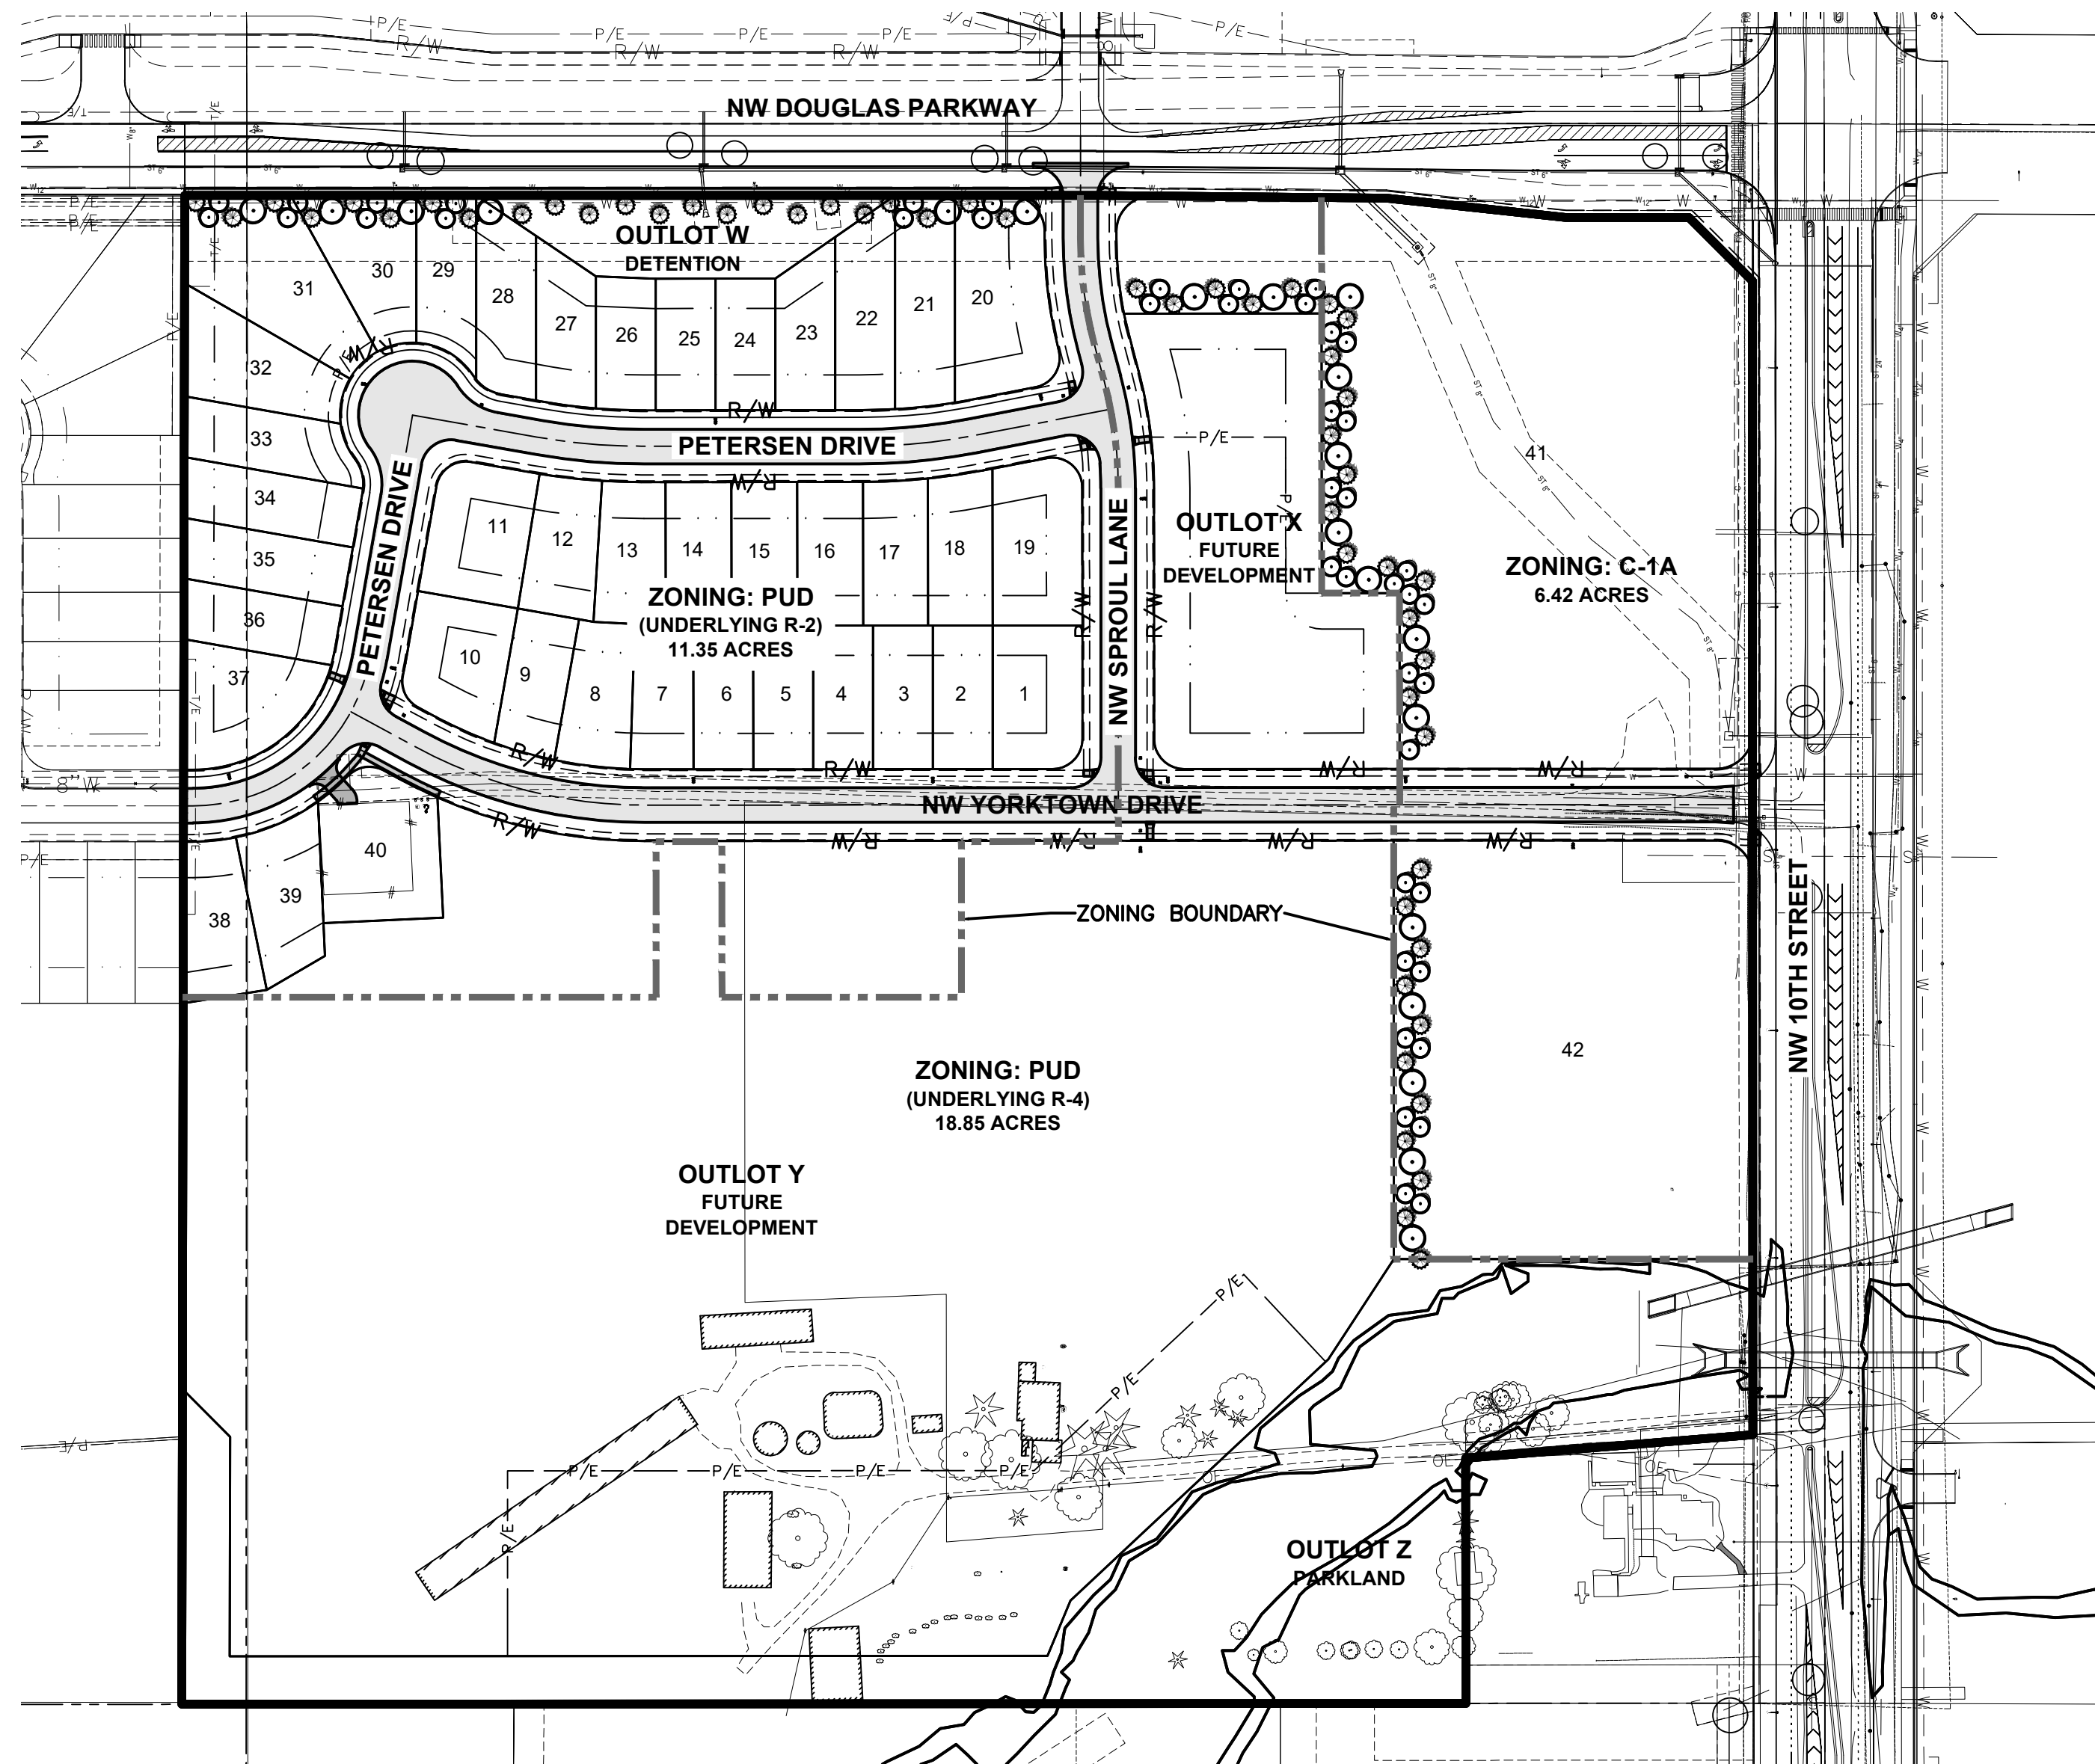 P/E
P/E
P/E
P/E
P/E
P/E
R/W
R/W
R/W
NW DOUGLAS PARKWAY
T/E
T/E
P/E
P/E
OUTLOT W
DETENTION
31
30
29
28
27
26
25
24
23
22
21
20
32
33
34
35
36
37
R/W
P/E
R/W
PETERSEN DRIVE
R/W
PETERSEN DRIVE
11
12
13
14
15
16
17
18
19
ZONING: PUD
(UNDERLYING R-2)
11.35 ACRES
10
9
8
7
6
5
4
3
2
1
R/W
NW SPROUL LANE
R/W
P/E
P/E
OUTLOT X
FUTURE
DEVELOPMENT
41
ZONING: C-1A
6.42 ACRES
R/W
R/W
R/W
R/W
8" W
NW YORKTOWN DRIVE
R/W
R/W
R/W
R/W
R/W
P/E
T/E
38
39
40
ZONING BOUNDARY
NW 10TH STREET
42
ZONING: PUD
(UNDERLYING R-4)
18.85 ACRES
OUTLOT Y
FUTURE
DEVELOPMENT
P/E
P/E
P/E
P/E
P/E
P/E
P/E
P/E
OE
OE
OUTLOT Z
PARKLAND